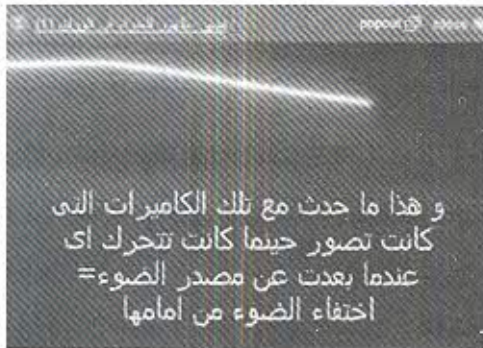 popout
و هذا ما حدث مع تلك الكاميرات التى
كانت تصور حينما كانت تتحرك اى
عندما بعدت عن مصدر الضوء=
اختفاء الضوء من امامها